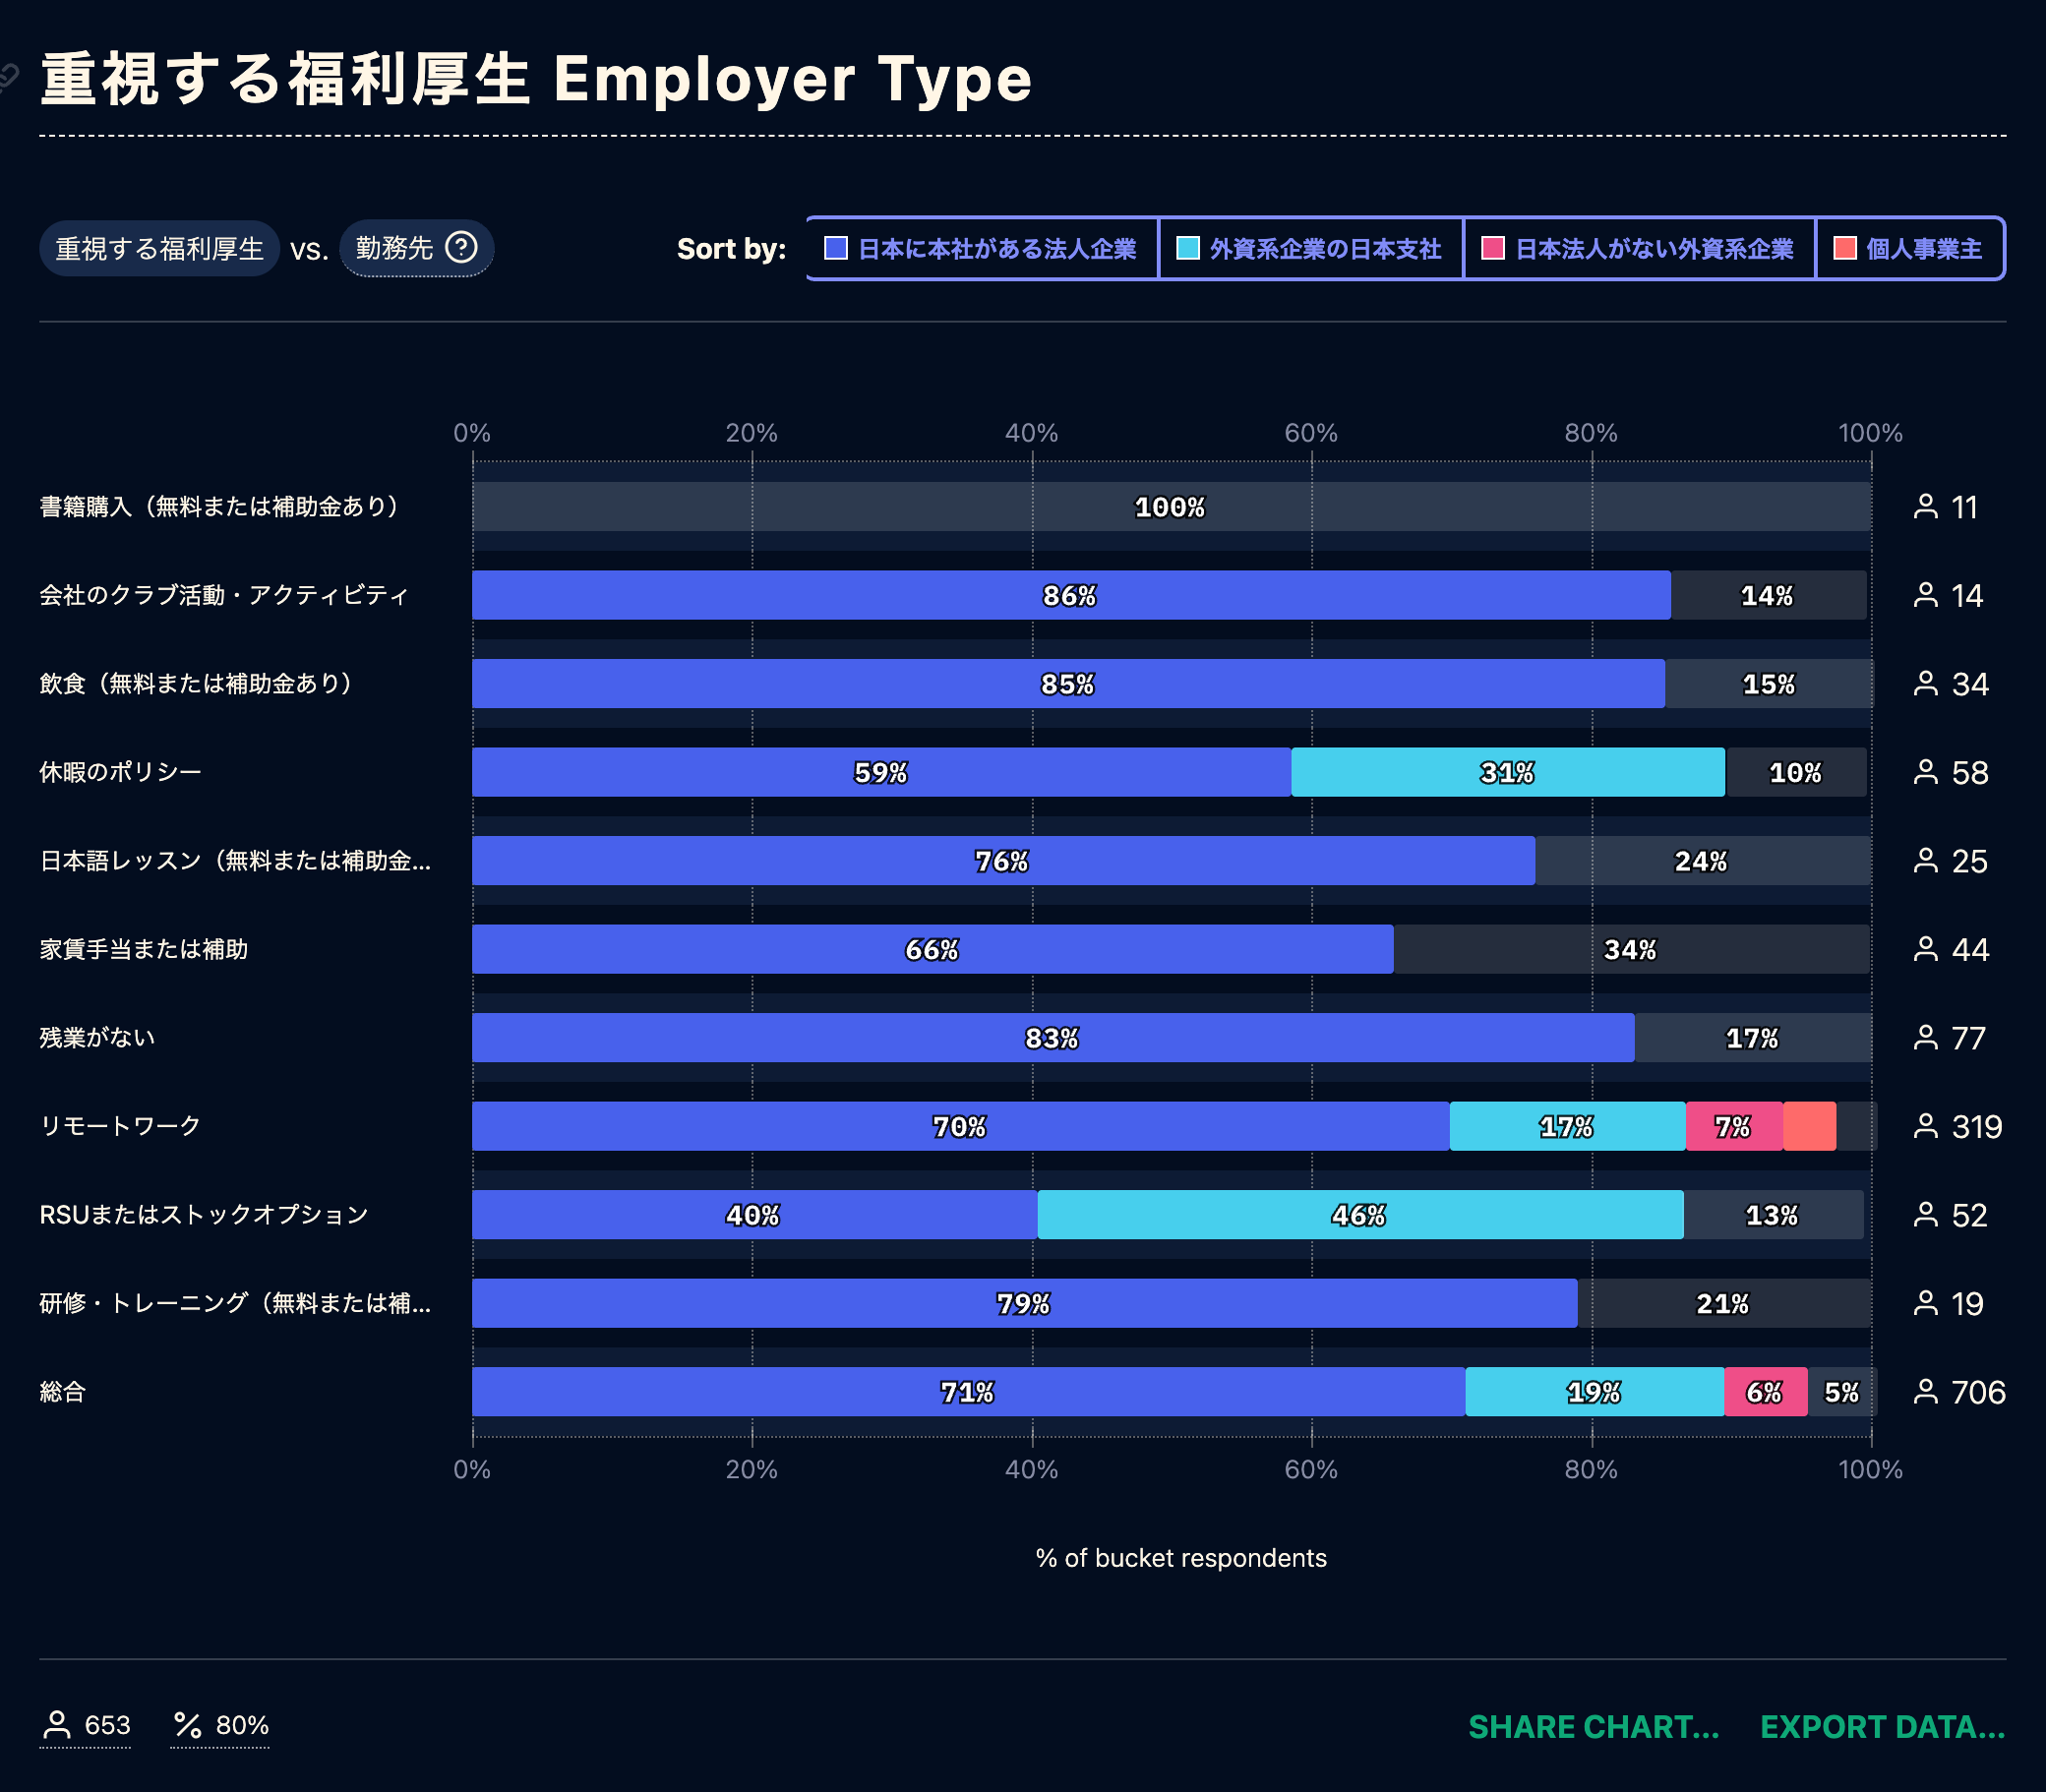 重視する福利厚生 Employer Type
重視する福利厚生 vs. 勤務先 ?
Sort by: 日本に本社がある法人企業 外資系企業の日本支社 日本法人がない外資系企業 個人事業主
0% 20% 40% 60% 80% 100%
書籍購入（無料または補助金あり） 100% 11
会社のクラブ活動・アクティビティ 86% 14% 14
飲食（無料または補助金あり） 85% 15% 34
休暇のポリシー 59% 31% 10% 58
日本語レッスン（無料または補助金... 76% 24% 25
家賃手当または補助 66% 34% 44
残業がない 83% 17% 77
リモートワーク 70% 17% 7% 319
RSUまたはストックオプション 40% 46% 13% 52
研修・トレーニング（無料または補... 79% 21% 19
総合 71% 19% 6% 5% 706
0% 20% 40% 60% 80% 100%
% of bucket respondents
653 80% SHARE CHART... EXPORT DATA...